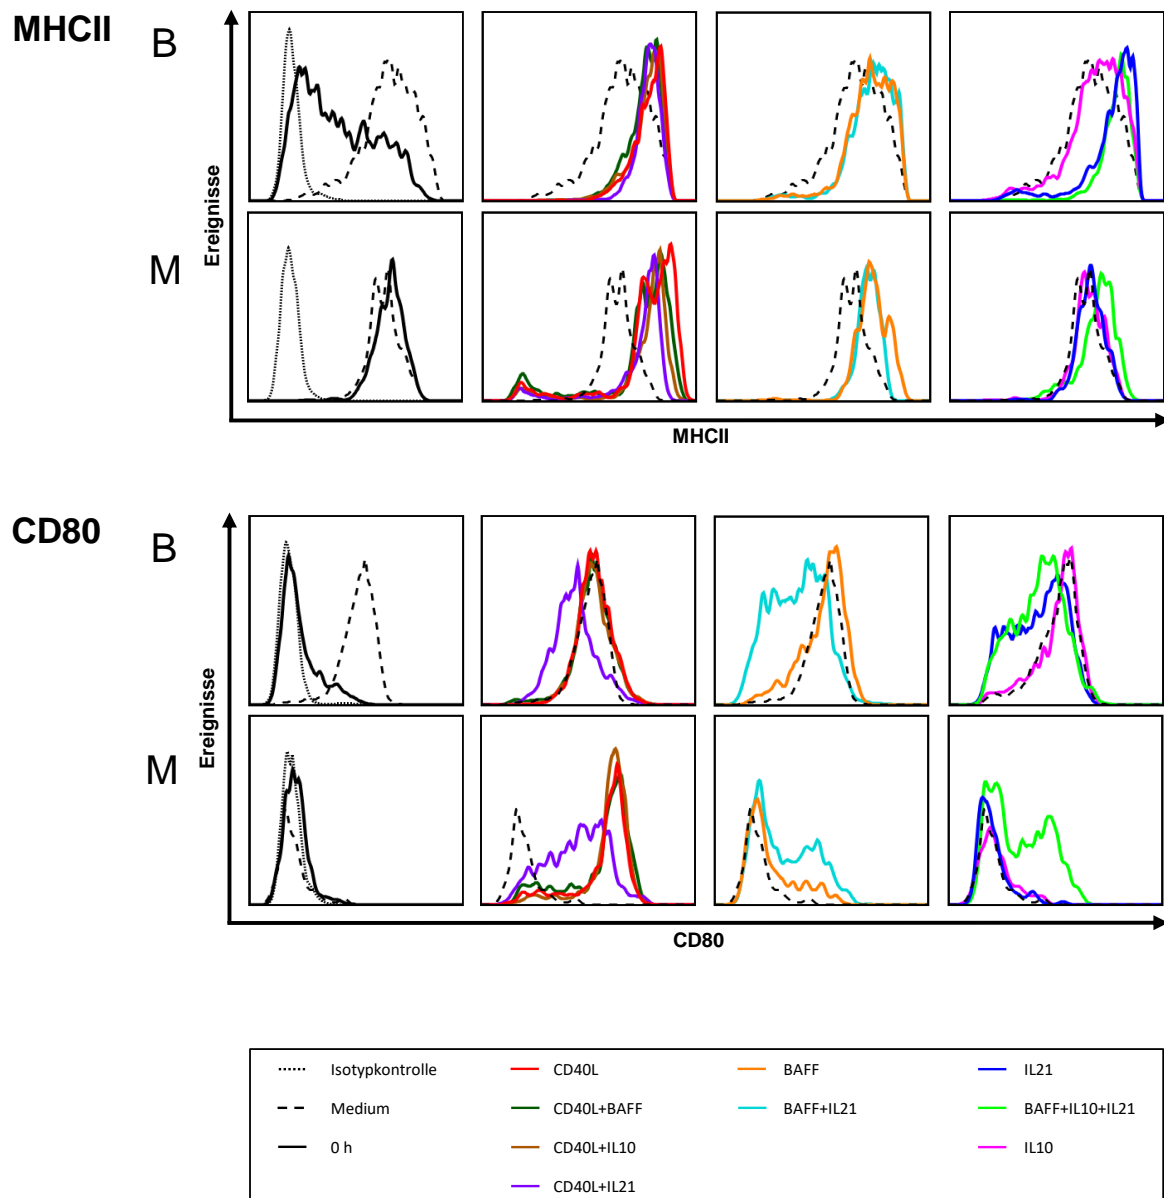 MHCII
B
M
Ereignisse
MHCII
CD80
B
M
Ereignisse
CD80
Isotypkontrolle
CD40L
BAFF
IL21
Medium
CD40L+BAFF
BAFF+IL21
BAFF+IL10+IL21
0 h
CD40L+IL10
IL10
CD40L+IL21